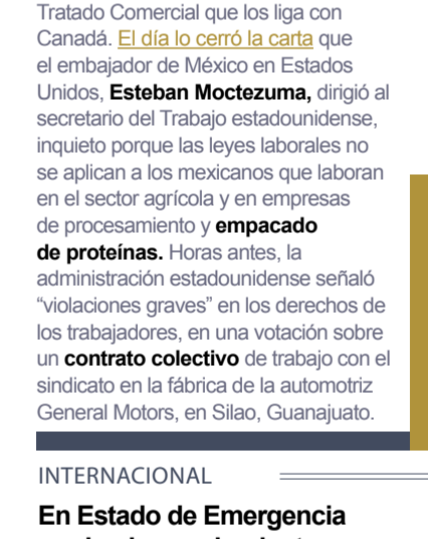 Tratado Comercial que los liga con
Canadá. El día lo cerró la carta que
el embajador de México en Estados
Unidos, Esteban Moctezuma, dirigió al
secretario del Trabajo estadounidense,
inquieto porque las leyes laborales no
se aplican a los mexicanos que laboran
en el sector agrícola y en empresas
de procesamiento y empacado
de proteínas. Horas antes, la
administración estadounidense señaló
“violaciones graves” en los derechos de
los trabajadores, en una votación sobre
un contrato colectivo de trabajo con el
sindicato en la fábrica de la automotriz
General Motors, en Silao, Guanajuato.
INTERNACIONAL
En Estado de Emergencia